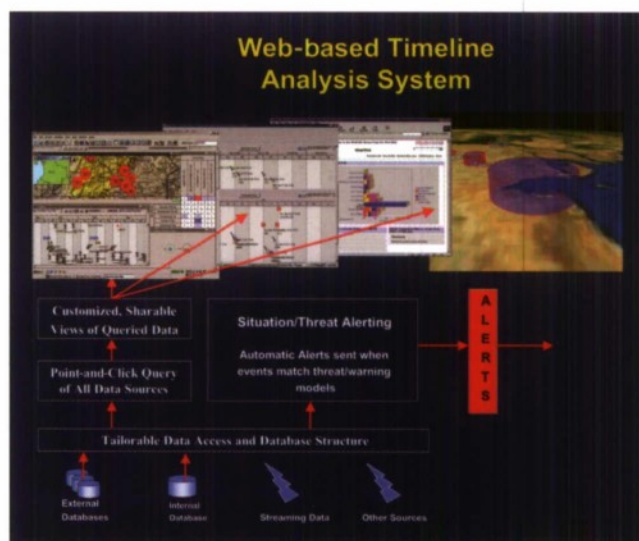 Web-based Timeline
Analysis System
Customized, Sharable
Views of Queried Data
Situation/Threat Alerting
Automatic Alerts sent when
events match threat/warning
models
ALERTS
Point-and-Click Query
of All Data Sources
Tailorable Data Access and Database Structure
External
Databases
Internal
Database
Streaming Data
Other Sources